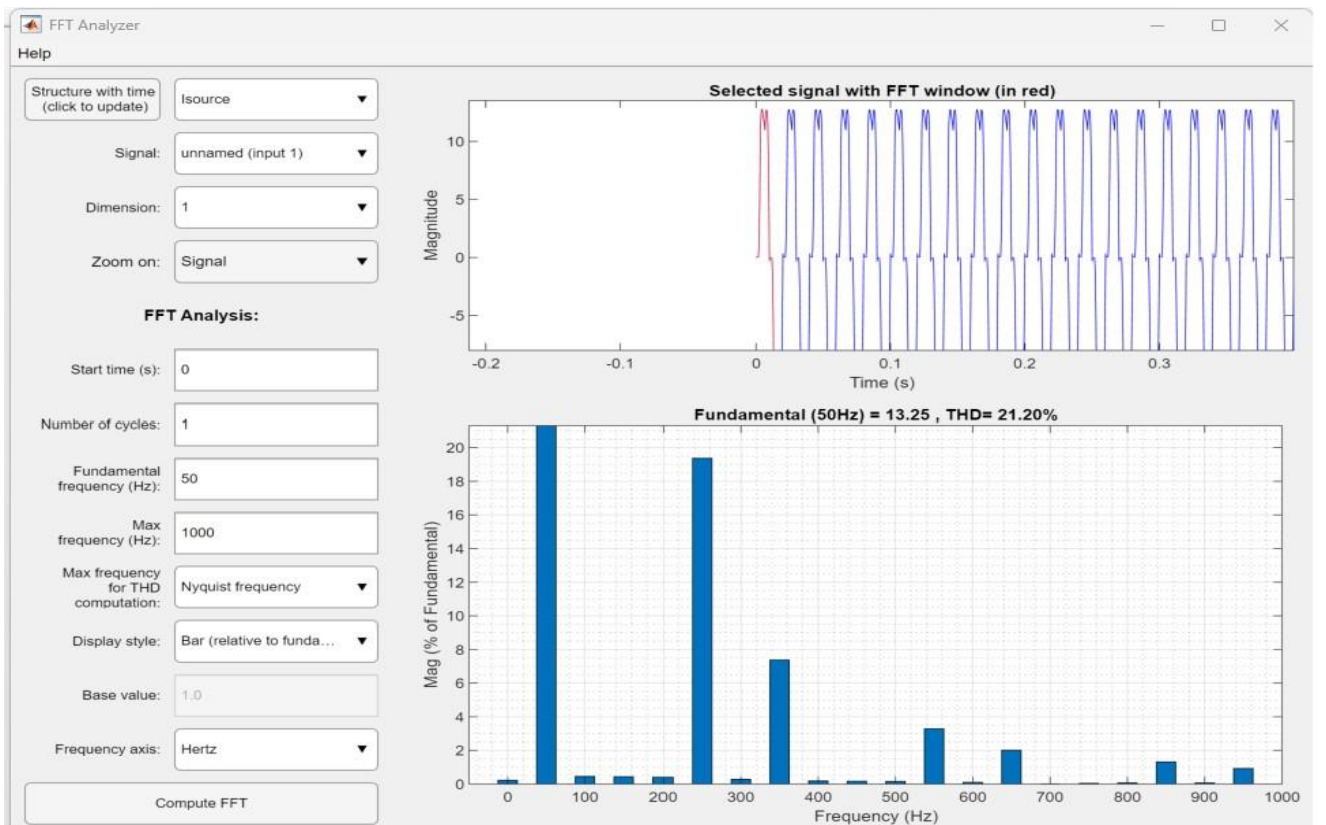 FFT Analyzer
Help
Structure with time
(click to update)
Isource
Signal:
unnamed (input 1)
Dimension:
1
Zoom on:
Signal
FFT Analysis:
Start time (s):
0
Number of cycles:
1
Fundamental
frequency (Hz):
50
Max
frequency (Hz):
1000
Max frequency
for THD
computation:
Nyquist frequency
Display style:
Bar (relative to funda...
Base value:
1.0
Frequency axis:
Hertz
Compute FFT
Selected signal with FFT window (in red)
10
5
0
-5
Magnitude
-0.2 -0.1 0 0.1 0.2 0.3
Time (s)
Fundamental (50Hz) = 13.25 , THD= 21.20%
20
18
16
14
12
10
8
6
4
2
0
Mag (% of Fundamental)
0 100 200 300 400 500 600 700 800 900 1000
Frequency (Hz)